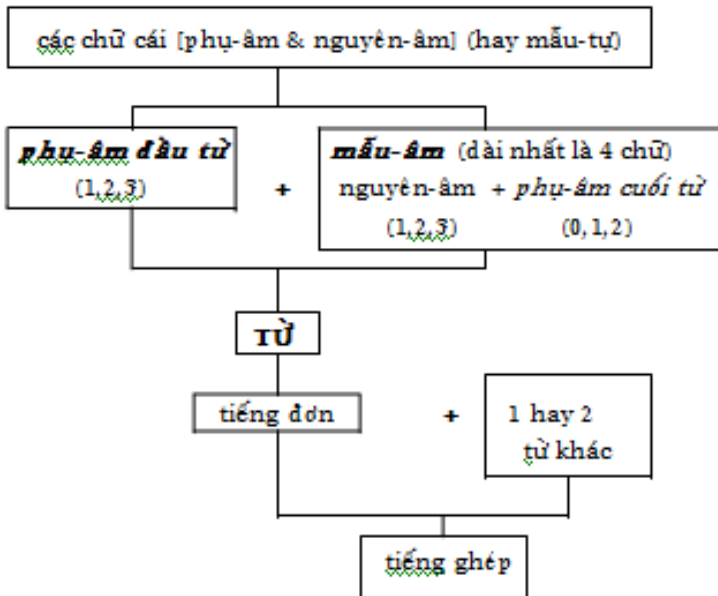 các chữ cái [phụ-âm & nguyên-âm] (hay mẫu-tự)
phụ-âm đầu từ
(1,2,3)
+
mẫu-âm (dài nhất là 4 chữ)
nguyên-âm + phụ-âm cuối từ
(1,2,3) (0,1,2)
TỪ
tiếng đơn
+
1 hay 2
từ khác
tiếng ghép